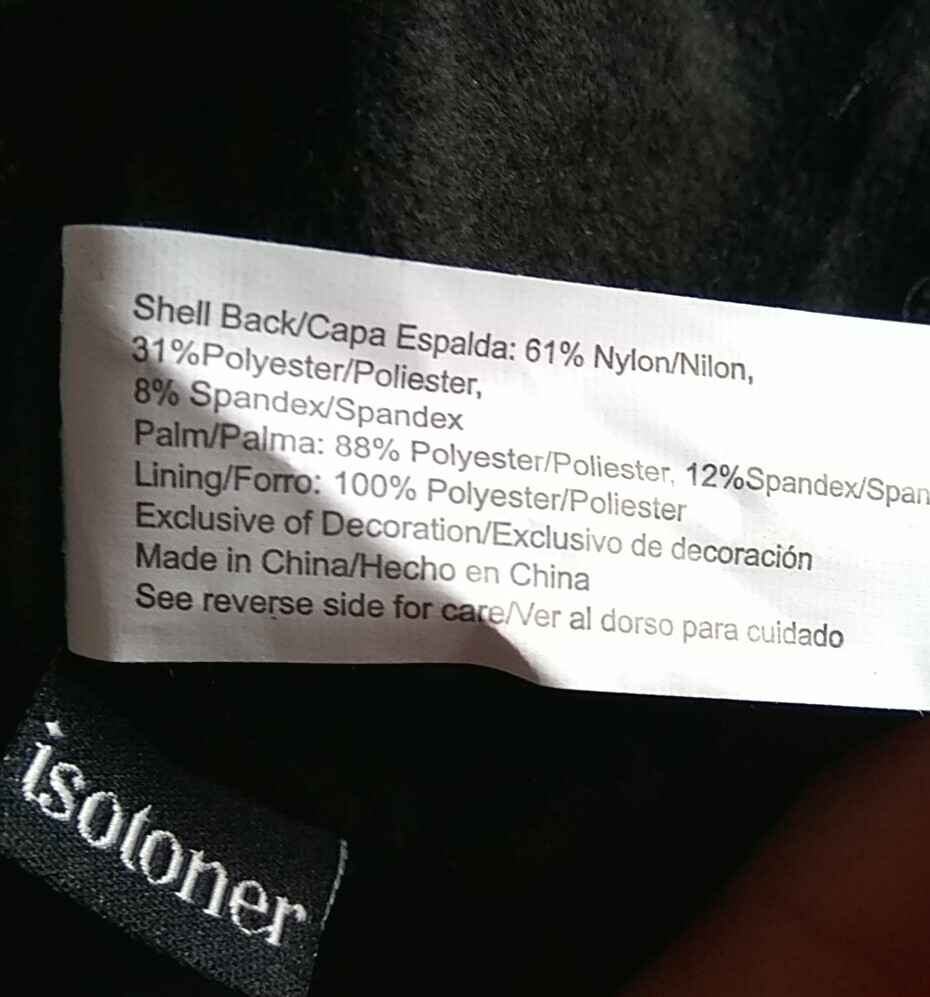 Shell Back/Capa Espalda: 61% Nylon/Nilon,
31%Polyester/Poliester,
8% Spandex/Spandex
Palm/Palma: 88% Polyester/Poliester, 12%Spandex/Span
Lining/Forro: 100% Polyester/Poliester
Exclusive of Decoration/Exclusivo de decoración
Made in China/Hecho en China
See reverse side for care/Ver al dorso para cuidado
isotoner